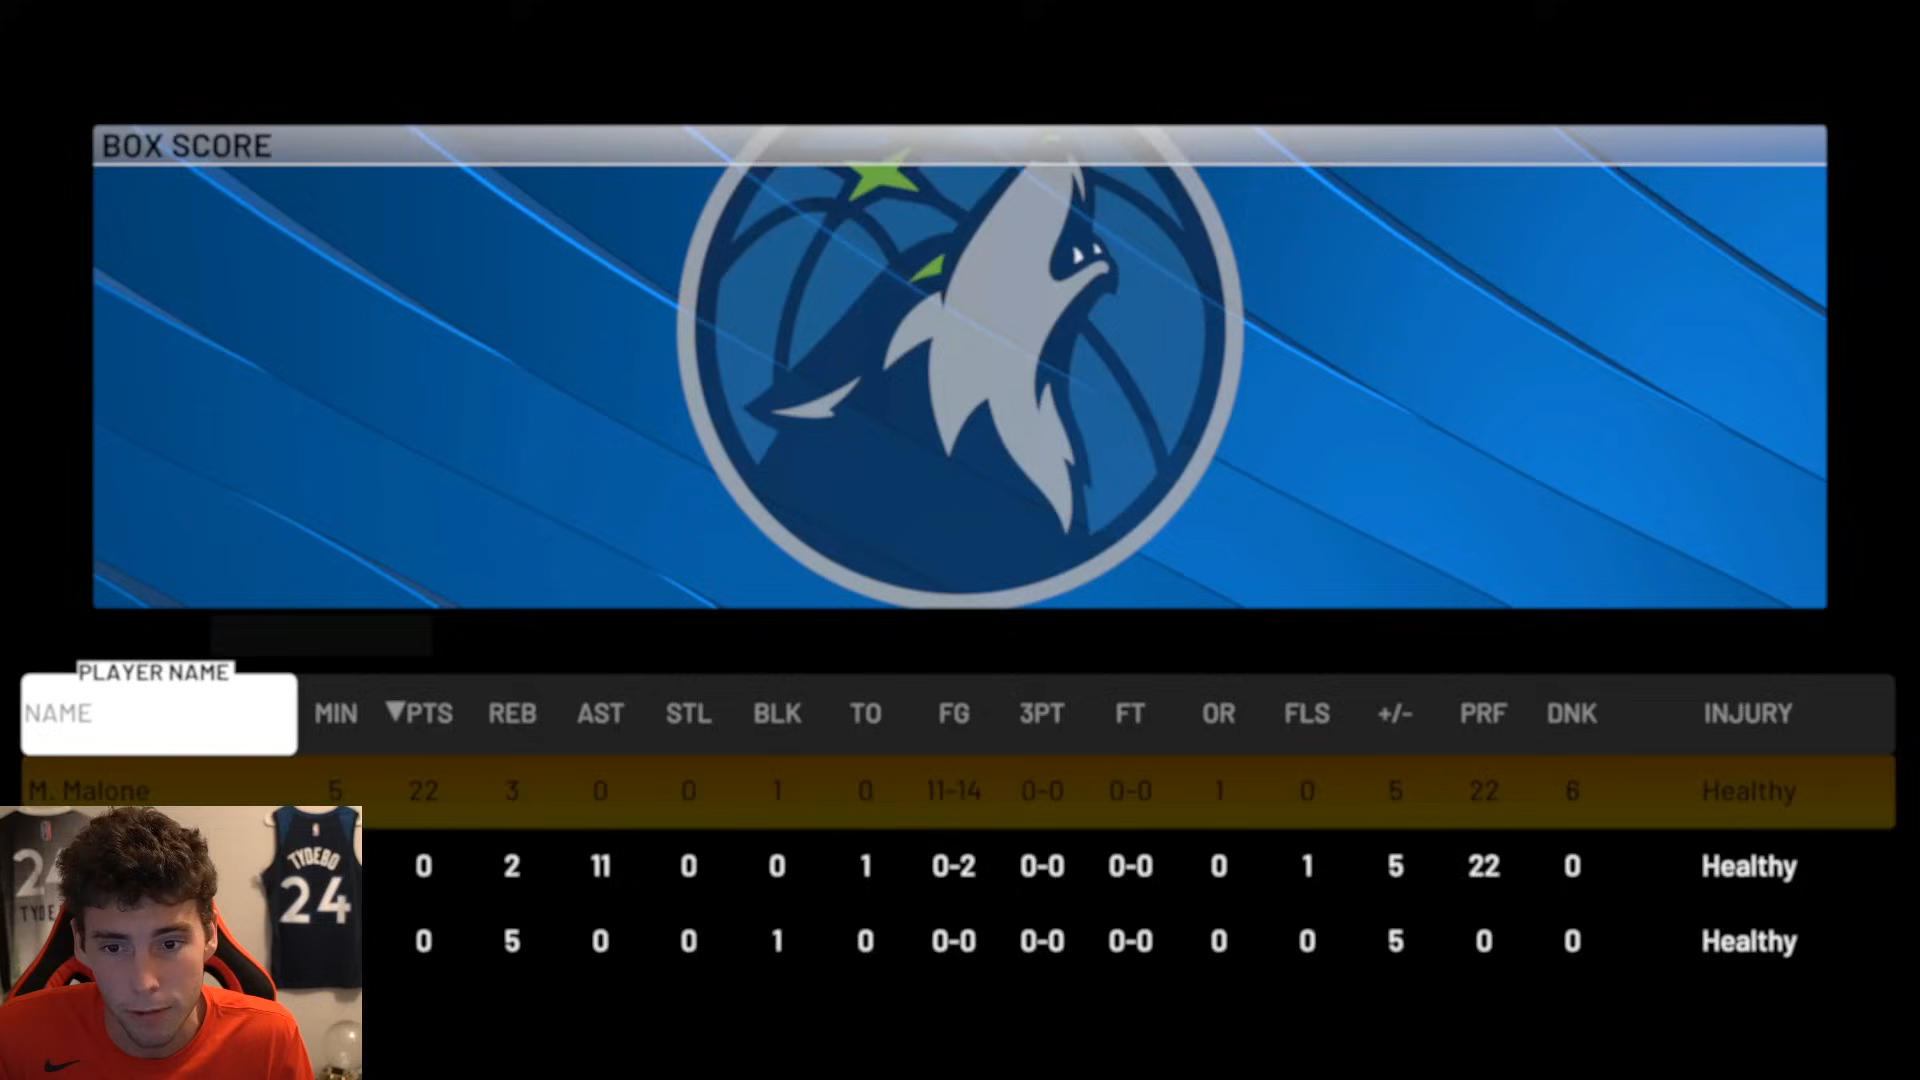 BOX SCORE
PLAYER NAME
NAME MIN ▼PTS REB AST STL BLK TO FG 3PT FT OR FLS +/- PRF DNK INJURY
M. Malone 5 22 3 0 0 1 0 11-14 0-0 0-0 1 0 5 22 6 Healthy
0 2 11 0 0 1 0-2 0-0 0-0 0 1 5 22 0 Healthy
0 5 0 0 1 0 0-0 0-0 0-0 0 0 5 0 0 Healthy
TYDEBO
24
24
TYDE